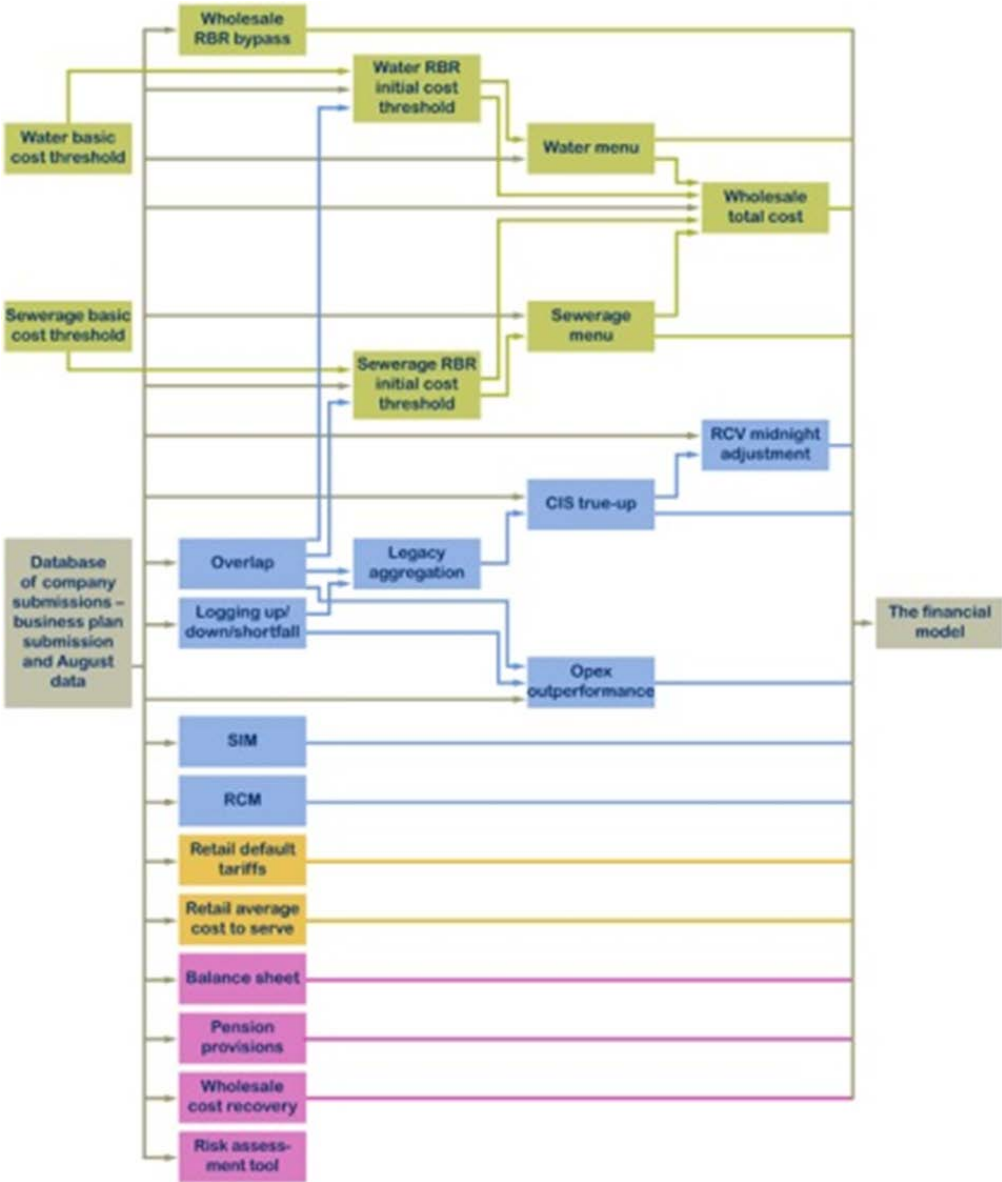 Wholesale
RBR bypass
Water RBR
initial cost
threshold
Water basic
cost threshold
Water menu
Wholesale
total cost
Sewerage basic
cost threshold
Sewerage
menu
Sewerage RBR
initial cost
threshold
RCV midnight
adjustment
CIS true-up
Database
of company
submissions –
business plan
submission
and August
data
Overlap
Legacy
aggregation
Logging up/
down/shortfall
The financial
model
Opex
outperformance
SIM
RCM
Retail default
tariffs
Retail average
cost to serve
Balance sheet
Pension
provisions
Wholesale
cost recovery
Risk assess-
ment tool